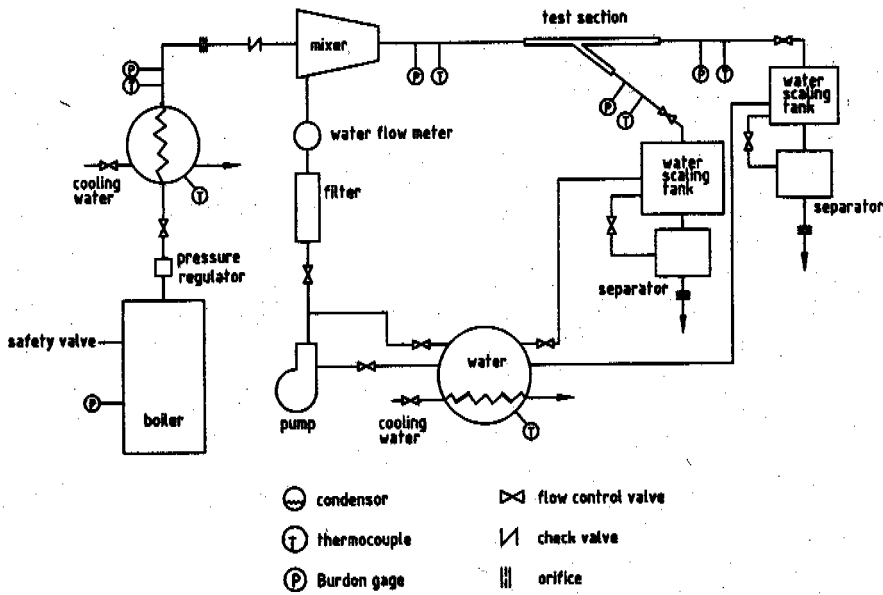 test section
mixer
P
T
P
T
P
T
P
T
water
scaling
tank
water flow meter
cooling
water
T
filter
water
scaling
tank
separator
pressure
regulator
separator
safety valve
water
P
boiler
pump
cooling
water
T
condensor
flow control valve
T
thermocouple
check valve
P
Burdon gage
orifice